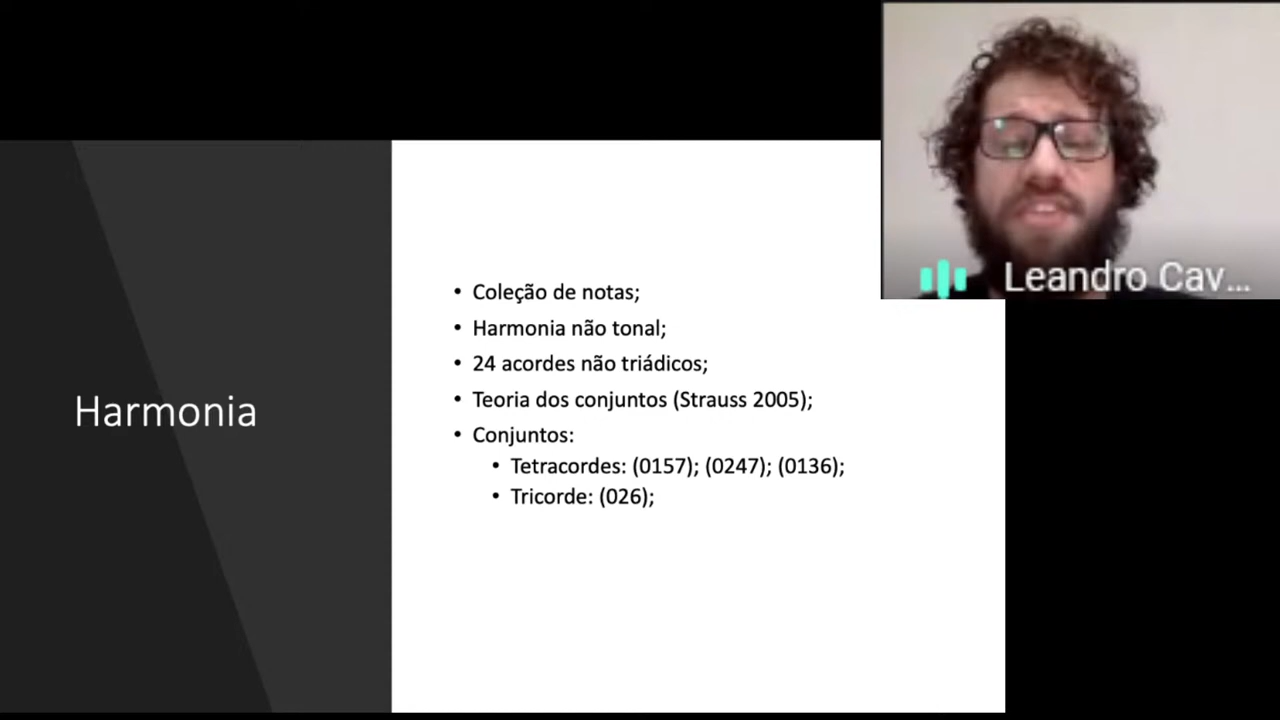 Leandro Cav...
Harmonia
• Coleção de notas;
• Harmonia não tonal;
• 24 acordes não triádicos;
• Teoria dos conjuntos (Strauss 2005);
• Conjuntos:
• Tetracordes: (0157); (0247); (0136);
• Tricorde: (026);